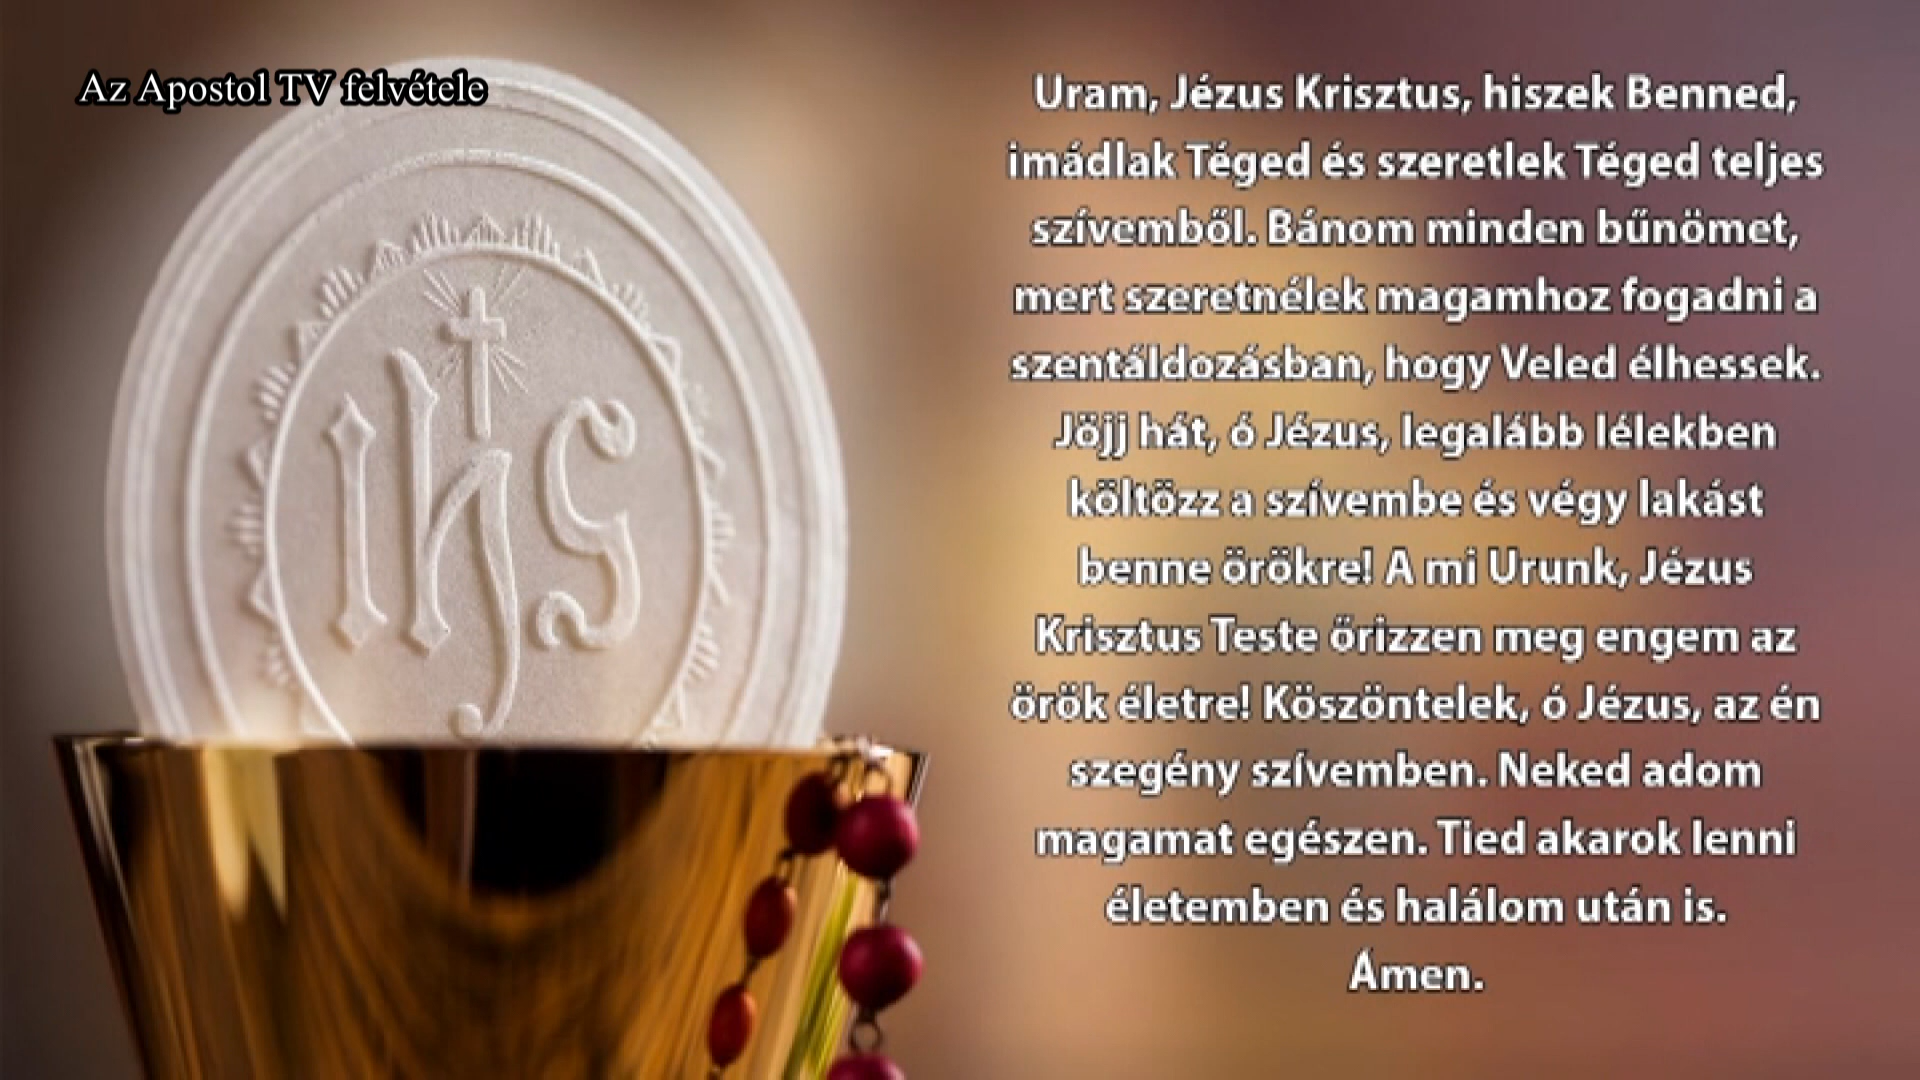 Az Apostol TV felvétele
Uram, Jézus Krisztus, hiszek Benned,
imádlak Téged és szeretlek Téged teljes
szívemből. Bánom minden bűnömet,
mert szeretnélek magamhoz fogadni a
szentáldozásban, hogy Veled élhessek.
Jöjj hát, ó Jézus, legalább lélekben
költözz a szívembe és végy lakást
benne örökre! A mi Urunk, Jézus
Krisztus Teste őrizzen meg engem az
örök életre! Köszöntelek, ó Jézus, az én
szegény szívemben. Neked adom
magamat egészen. Tied akarok lenni
életemben és halálom után is.
Ámen.
ihs